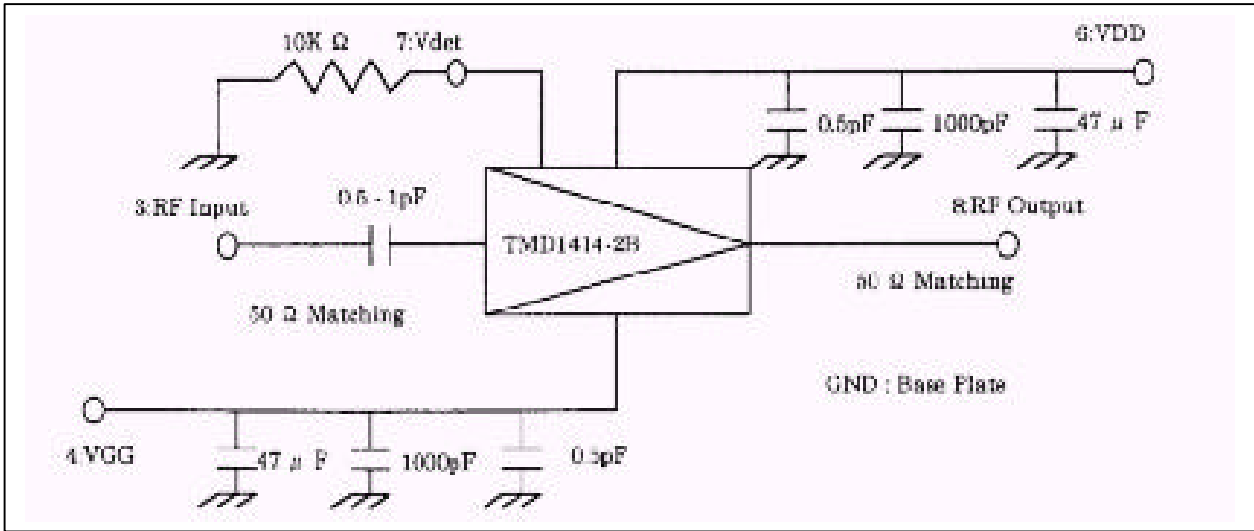 10K Ω
7:Vdet
6:VDD
0.5pF
1000pF
47 μ F
3:RF Input
0.5 - 1pF
TMD1414-2B
8:RF Output
50 Ω Matching
50 Ω Matching
GND : Base Plate
4:VGG
47 μ F
1000pF
0.5pF